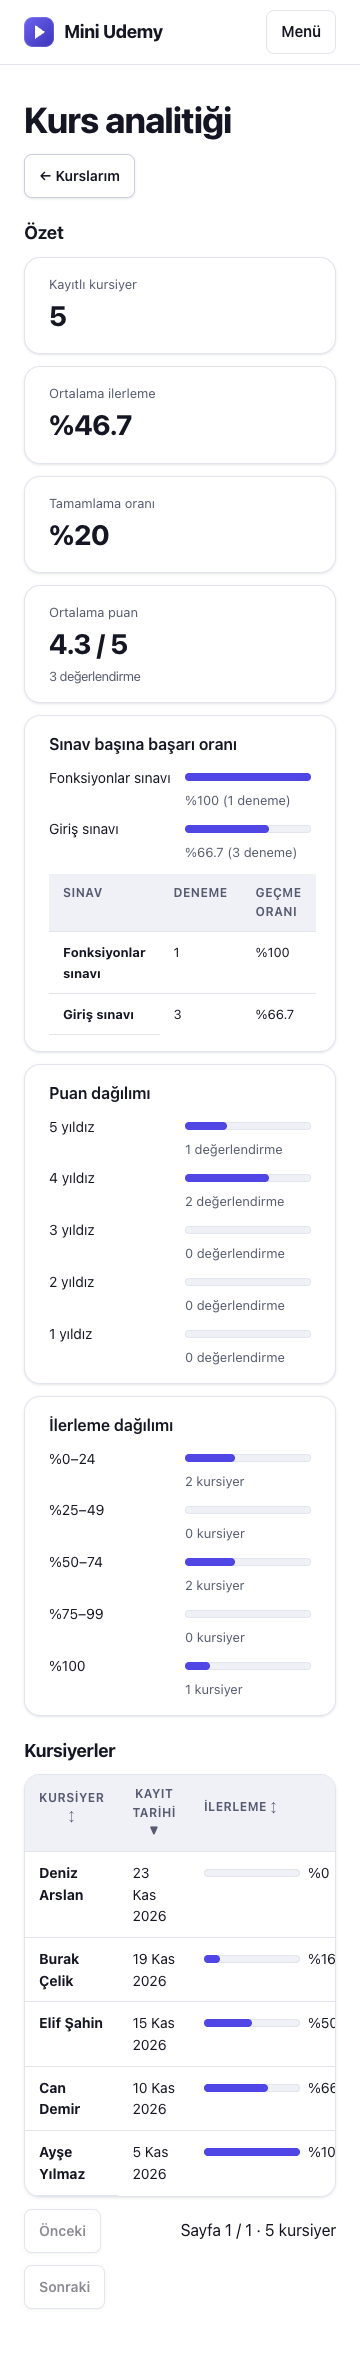 Mini Udemy
Menü
Kurs analitiği
← Kurslarım
Özet
Kayıtlı kursiyer
5
Ortalama ilerleme
%46.7
Tamamlama oranı
%20
Ortalama puan
4.3 / 5
3 değerlendirme
Sınav başına başarı oranı
Fonksiyonlar sınavı
%100 (1 deneme)
Giriş sınavı
%66.7 (3 deneme)
SINAV DENEME GEÇME
ORANI
Fonksiyonlar 1 %100
sınavı
Giriş sınavı 3 %66.7
Puan dağılımı
5 yıldız
1 değerlendirme
4 yıldız
2 değerlendirme
3 yıldız
0 değerlendirme
2 yıldız
0 değerlendirme
1 yıldız
0 değerlendirme
İlerleme dağılımı
%0–24
2 kursiyer
%25–49
0 kursiyer
%50–74
2 kursiyer
%75–99
0 kursiyer
%100
1 kursiyer
Kursiyerler
KURSİYER ↕
KAYIT
TARİHİ
▼
İLERLEME ↕
Deniz
Arslan
23
Kas
2026
%0
Burak
Çelik
19 Kas
2026
%16
Elif Şahin
15 Kas
2026
%50
Can
Demir
10 Kas
2026
%66
Ayşe
Yılmaz
5 Kas
2026
%10
Önceki
Sayfa 1 / 1 · 5 kursiyer
Sonraki